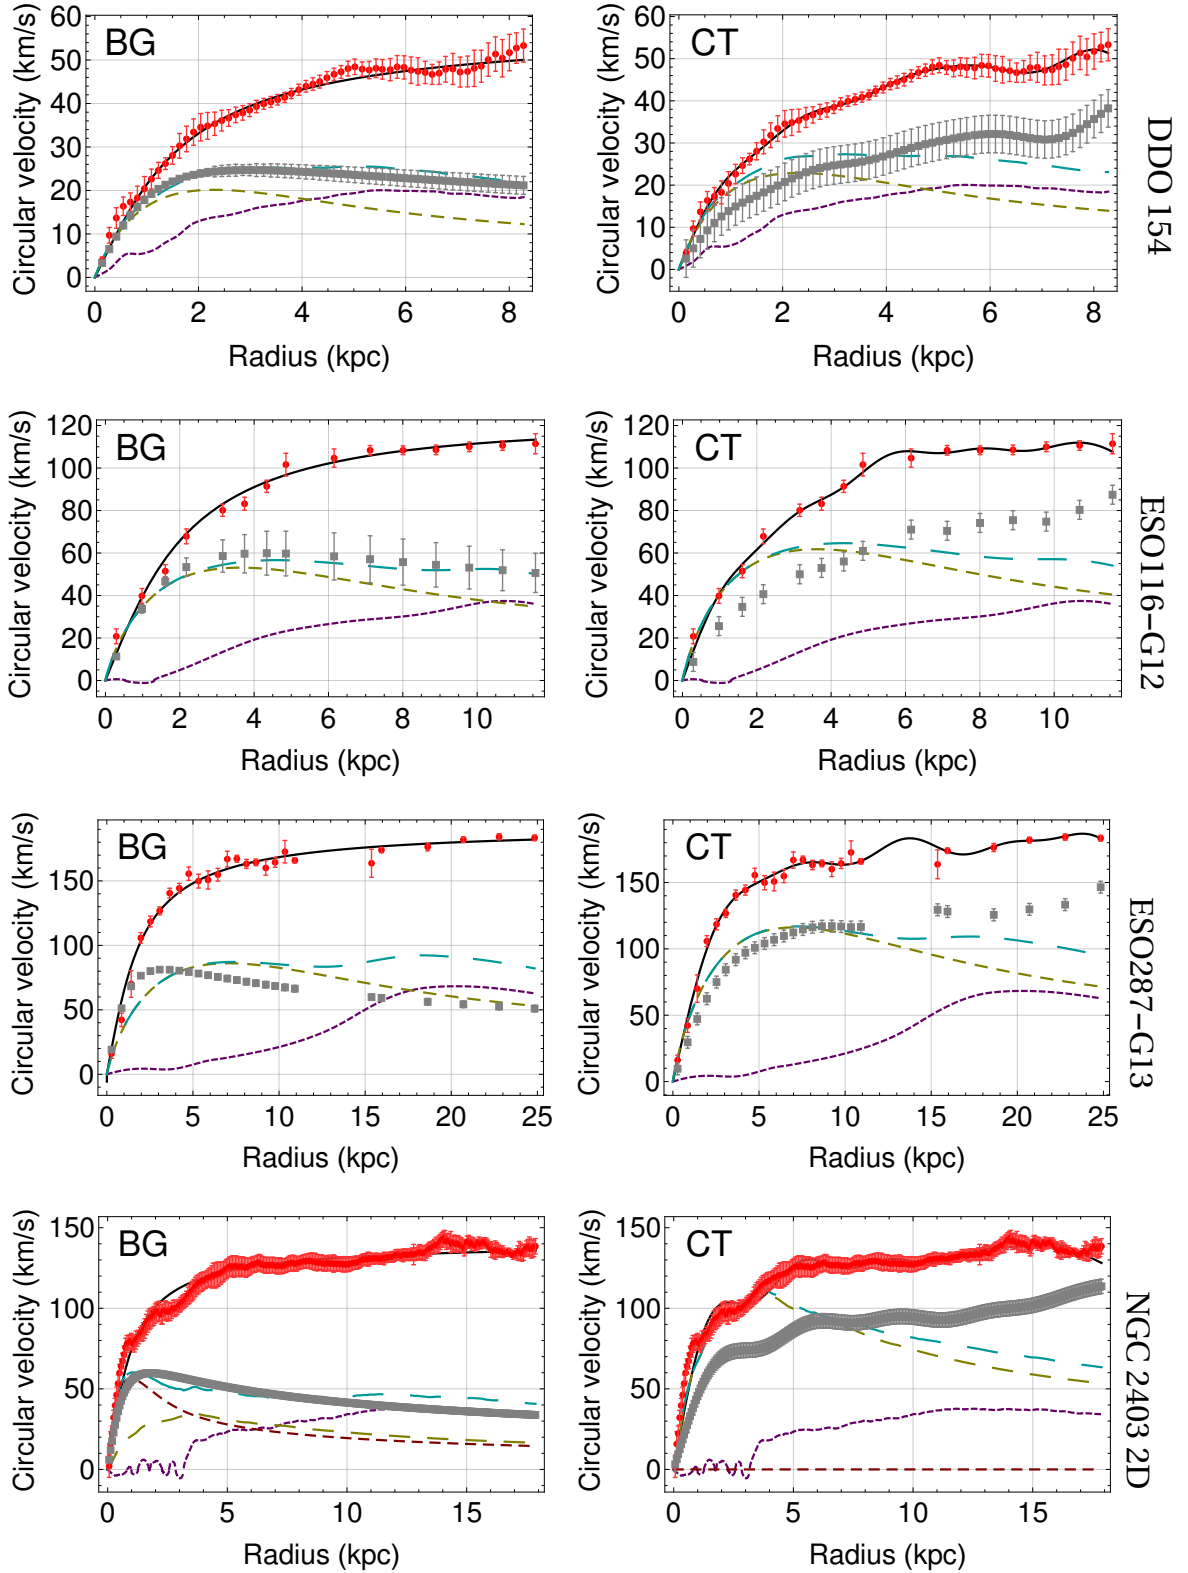 BG
CT
Circular velocity (km/s)
60
50
40
30
20
10
0
0 2 4 6 8
Radius (kpc)
Circular velocity (km/s)
60
50
40
30
20
10
0
0 2 4 6 8
Radius (kpc)
DDO 154
BG
CT
Circular velocity (km/s)
120
100
80
60
40
20
0
0 2 4 6 8 10
Radius (kpc)
Circular velocity (km/s)
120
100
80
60
40
20
0
0 2 4 6 8 10
Radius (kpc)
ESO116-G12
BG
CT
Circular velocity (km/s)
150
100
50
0
0 5 10 15 20 25
Radius (kpc)
Circular velocity (km/s)
150
100
50
0
0 5 10 15 20 25
Radius (kpc)
ESO287-G13
BG
CT
Circular velocity (km/s)
150
100
50
0
0 5 10 15
Radius (kpc)
Circular velocity (km/s)
150
100
50
0
0 5 10 15
Radius (kpc)
NGC 2403 2D